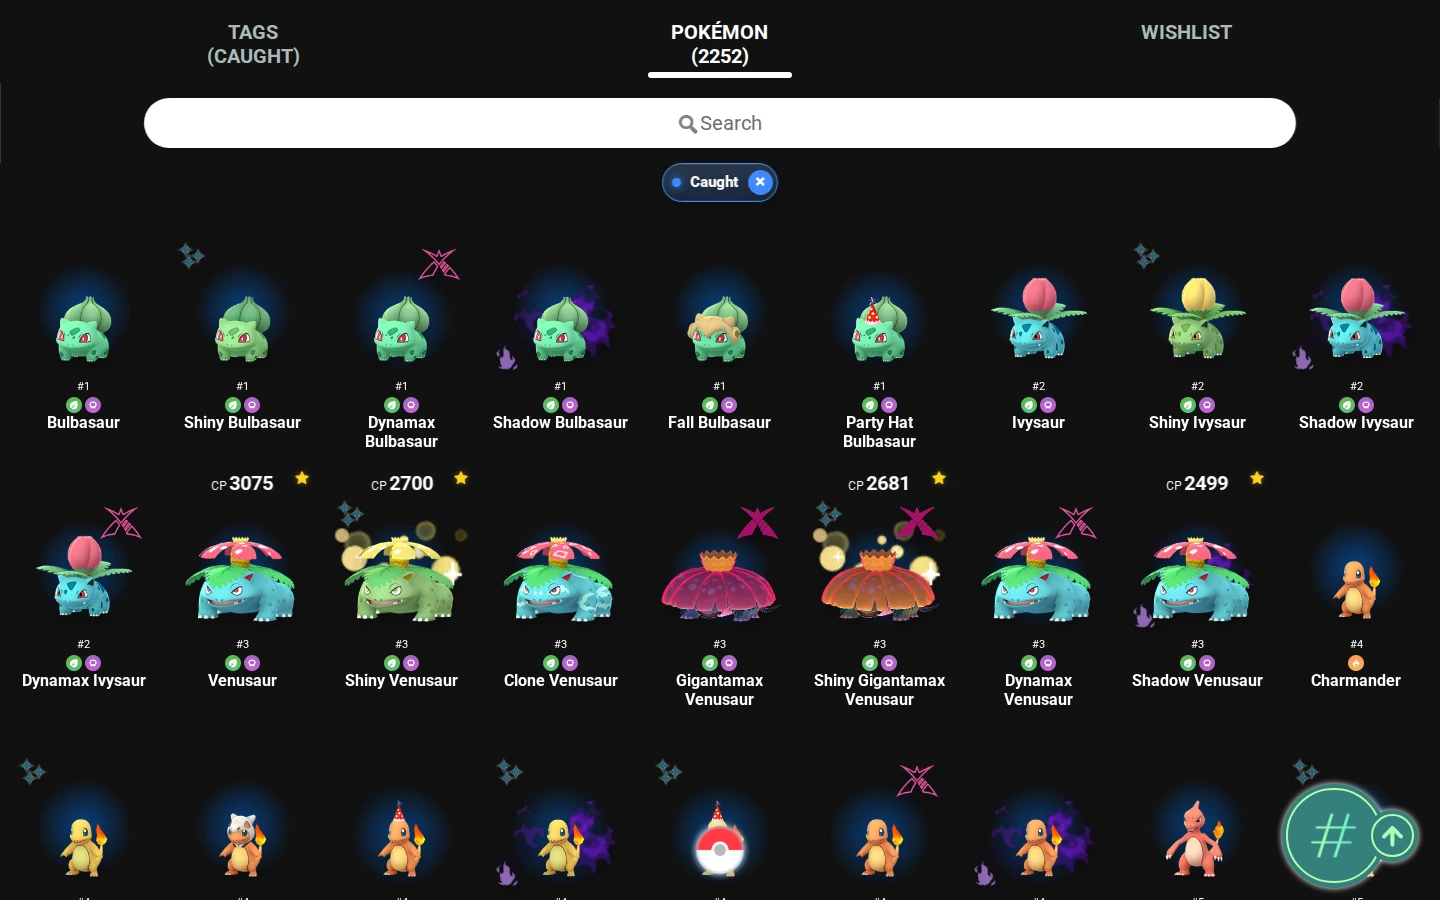 TAGS
(CAUGHT)
POKÉMON
(2252)
WISHLIST
Search
Caught
#1
Bulbasaur
#1
Shiny Bulbasaur
#1
Dynamax
Bulbasaur
#1
Shadow Bulbasaur
#1
Fall Bulbasaur
#1
Party Hat
Bulbasaur
#2
Ivysaur
#2
Shiny Ivysaur
#2
Shadow Ivysaur
#2
Dynamax Ivysaur
CP 3075
#3
Venusaur
CP 2700
#3
Shiny Venusaur
#3
Clone Venusaur
#3
Gigantamax
Venusaur
CP 2681
#3
Shiny Gigantamax
Venusaur
#3
Dynamax
Venusaur
CP 2499
#3
Shadow Venusaur
#4
Charmander
#